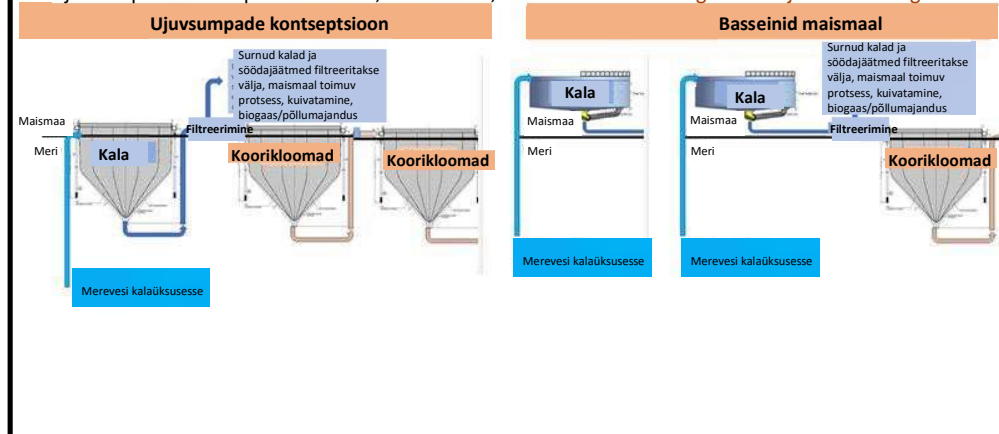 Ujuvsumpade kontseptsioon
Surnud kalad ja
söödajäätmed filtreeritakse
välja, maismaal toimuv
protsess, kuivatamine,
biogaas/põllumajandus
Maismaa
Meri
Kala
Filtreerimine
Koorikloomad
Koorikloomad
Merevesi kalaüksusesse
Basseinid maismaal
Kala
Maismaa
Meri
Merevesi kalaüksusesse
Surnud kalad ja
söödajäätmed filtreeritakse
välja, maismaal toimuv
protsess, kuivatamine,
biogaas/põllumajandus
Kala
Maismaa
Meri
Filtreerimine
Koorikloomad
Merevesi kalaüksusesse